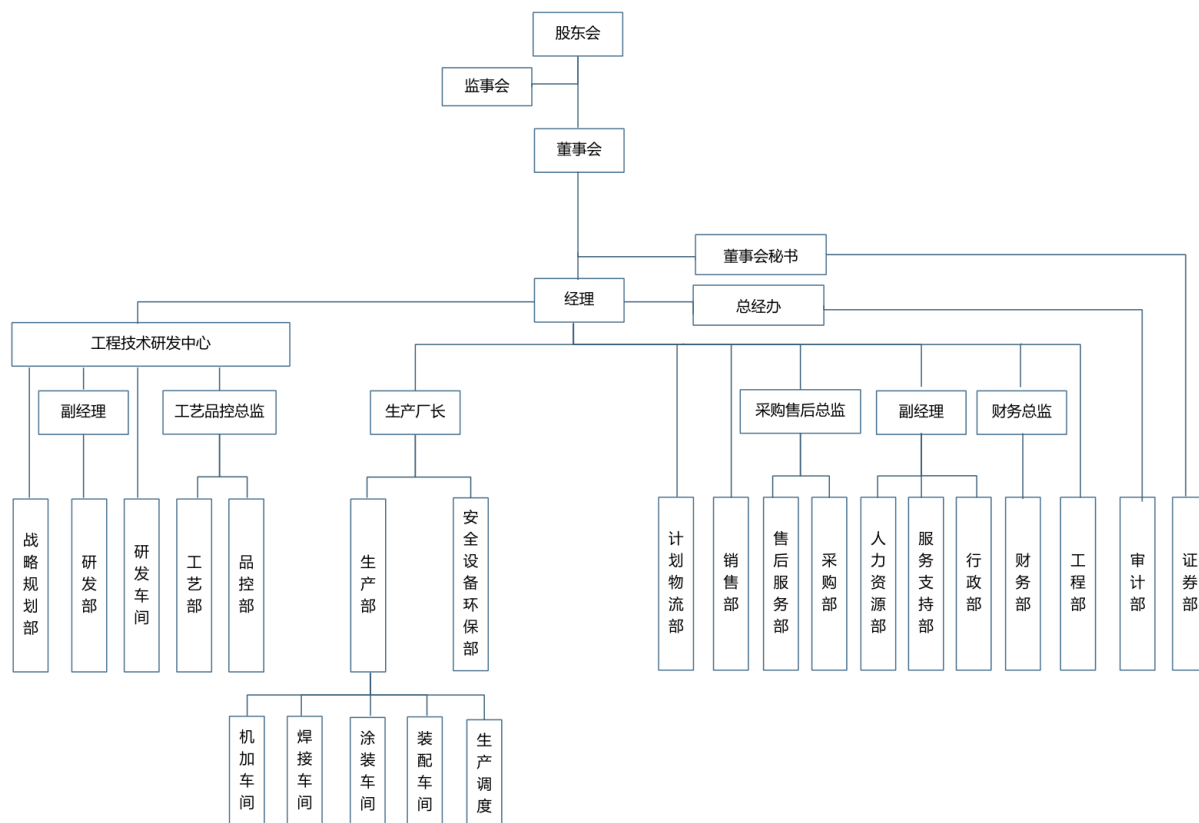 股东会
监事会
董事会
董事会秘书
经理
总经办
工程技术研发中心
副经理
工艺品控总监
生产厂长
采购售后总监
副经理
财务总监
战略规划部
研发部
研发车间
工艺部
品控部
生产部
安全设备环保部
计划物流部
销售部
售后服务部
采购部
人力资源部
服务支持部
行政部
财务部
工程部
审计部
证券部
机加车间
焊接车间
涂装车间
装配车间
生产调度